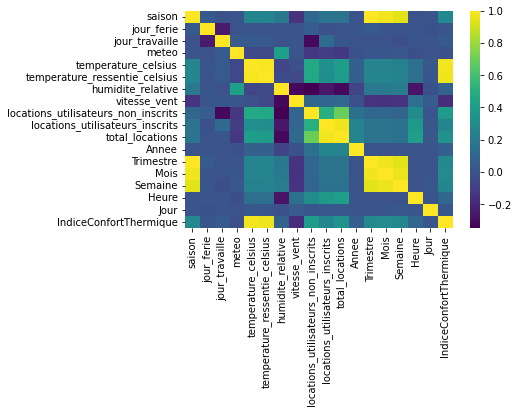 saison
jour_ferie
jour_travaille
meteo
temperature_celsius
temperature_ressentie_celsius
humidite_relative
vitesse_vent
locations_utilisateurs_non_inscrits
locations_utilisateurs_inscrits
total_locations
Annee
Trimestre
Mois
Semaine
Heure
Jour
IndiceConfortThermique
saison
jour_ferie
jour_travaille
meteo
temperature_celsius
temperature_ressentie_celsius
humidite_relative
vitesse_vent
locations_utilisateurs_non_inscrits
locations_utilisateurs_inscrits
total_locations
Annee
Trimestre
Mois
Semaine
Heure
Jour
IndiceConfortThermique
1.0
0.8
0.6
0.4
0.2
0.0
−0.2